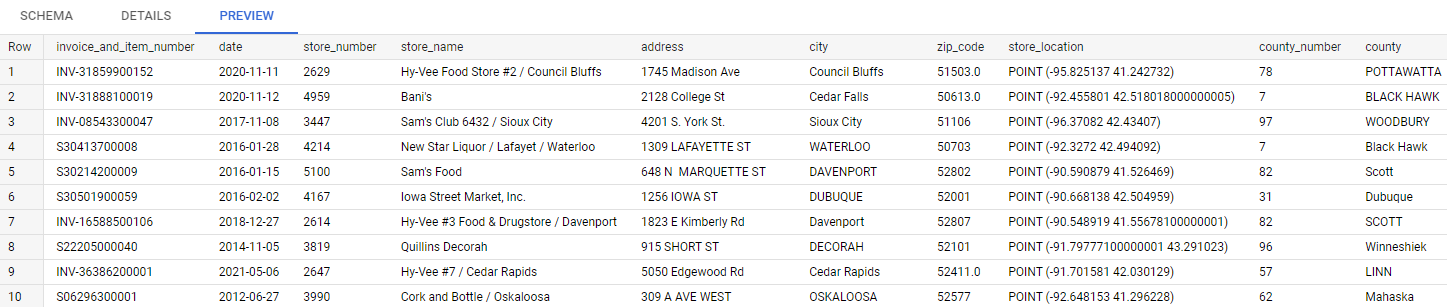 SCHEMA DETAILS PREVIEW
Row invoice_and_item_number date store_number store_name address city zip_code store_location county_number county
1 INV-31859900152 2020-11-11 2629 Hy-Vee Food Store #2 / Council Bluffs 1745 Madison Ave Council Bluffs 51503.0 POINT (-95.825137 41.242732) 78 POTTAWATTA
2 INV-31888100019 2020-11-12 4959 Bani's 2128 College St Cedar Falls 50613.0 POINT (-92.455801 42.518018000000005) 7 BLACK HAWK
3 INV-08543300047 2017-11-08 3447 Sam's Club 6432 / Sioux City 4201 S. York St. Sioux City 51106 POINT (-96.37082 42.43407) 97 WOODBURY
4 S30413700008 2016-01-28 4214 New Star Liquor / Lafayet / Waterloo 1309 LAFAYETTE ST WATERLOO 50703 POINT (-92.3272 42.494092) 7 Black Hawk
5 S30214200009 2016-01-15 5100 Sam's Food 648 N  MARQUETTE ST DAVENPORT 52802 POINT (-90.590879 41.526469) 82 Scott
6 S30501900059 2016-02-02 4167 Iowa Street Market, Inc. 1256 IOWA ST DUBUQUE 52001 POINT (-90.668138 42.504959) 31 Dubuque
7 INV-16588500106 2018-12-27 2614 Hy-Vee #3 Food & Drugstore / Davenport 1823 E Kimberly Rd Davenport 52807 POINT (-90.548919 41.55678100000001) 82 SCOTT
8 S22205000040 2014-11-05 3819 Quillins Decorah 915 SHORT ST DECORAH 52101 POINT (-91.79777100000001 43.291023) 96 Winneshiek
9 INV-36386200001 2021-05-06 2647 Hy-Vee #7 / Cedar Rapids 5050 Edgewood Rd Cedar Rapids 52411.0 POINT (-91.701581 42.030129) 57 LINN
10 S06296300001 2012-06-27 3990 Cork and Bottle / Oskaloosa 309 A AVE WEST OSKALOOSA 52577 POINT (-92.648153 41.296228) 62 Mahaska